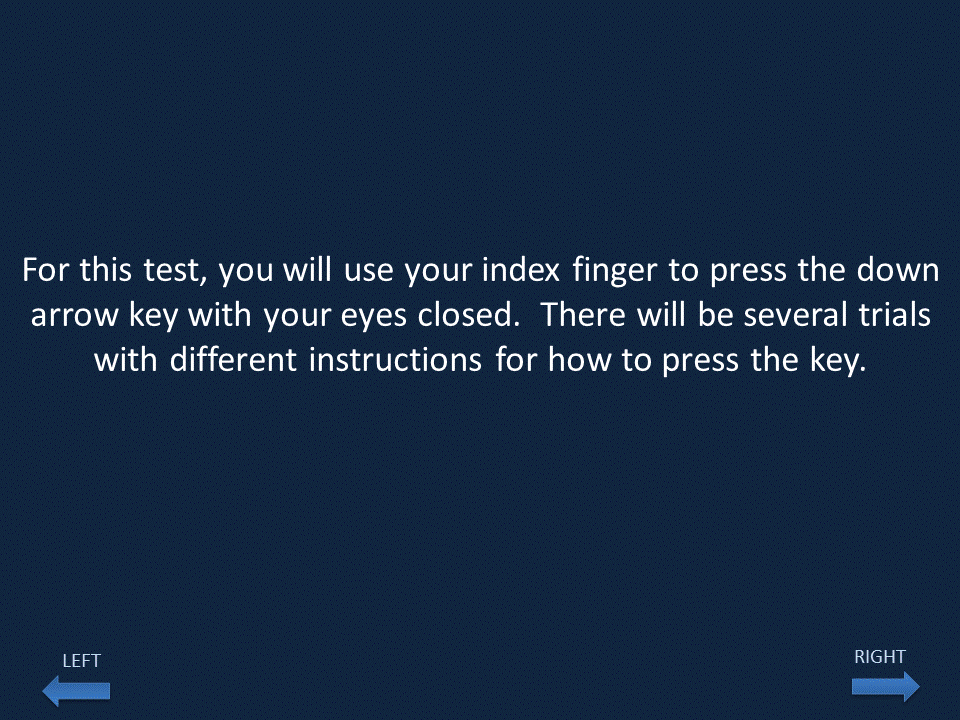 For this test, you will use your index finger to press the down
arrow key with your eyes closed.  There will be several trials
with different instructions for how to press the key.
LEFT
RIGHT